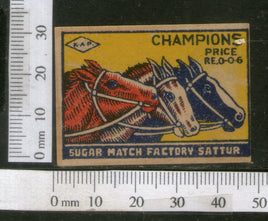 K.A.P.
CHAMPIONS
PRICE
RE.0-0-6
SUGAR MATCH FACTORY SATTUR
30
20
10
0 mm
0 mm
10
20
30
40
50